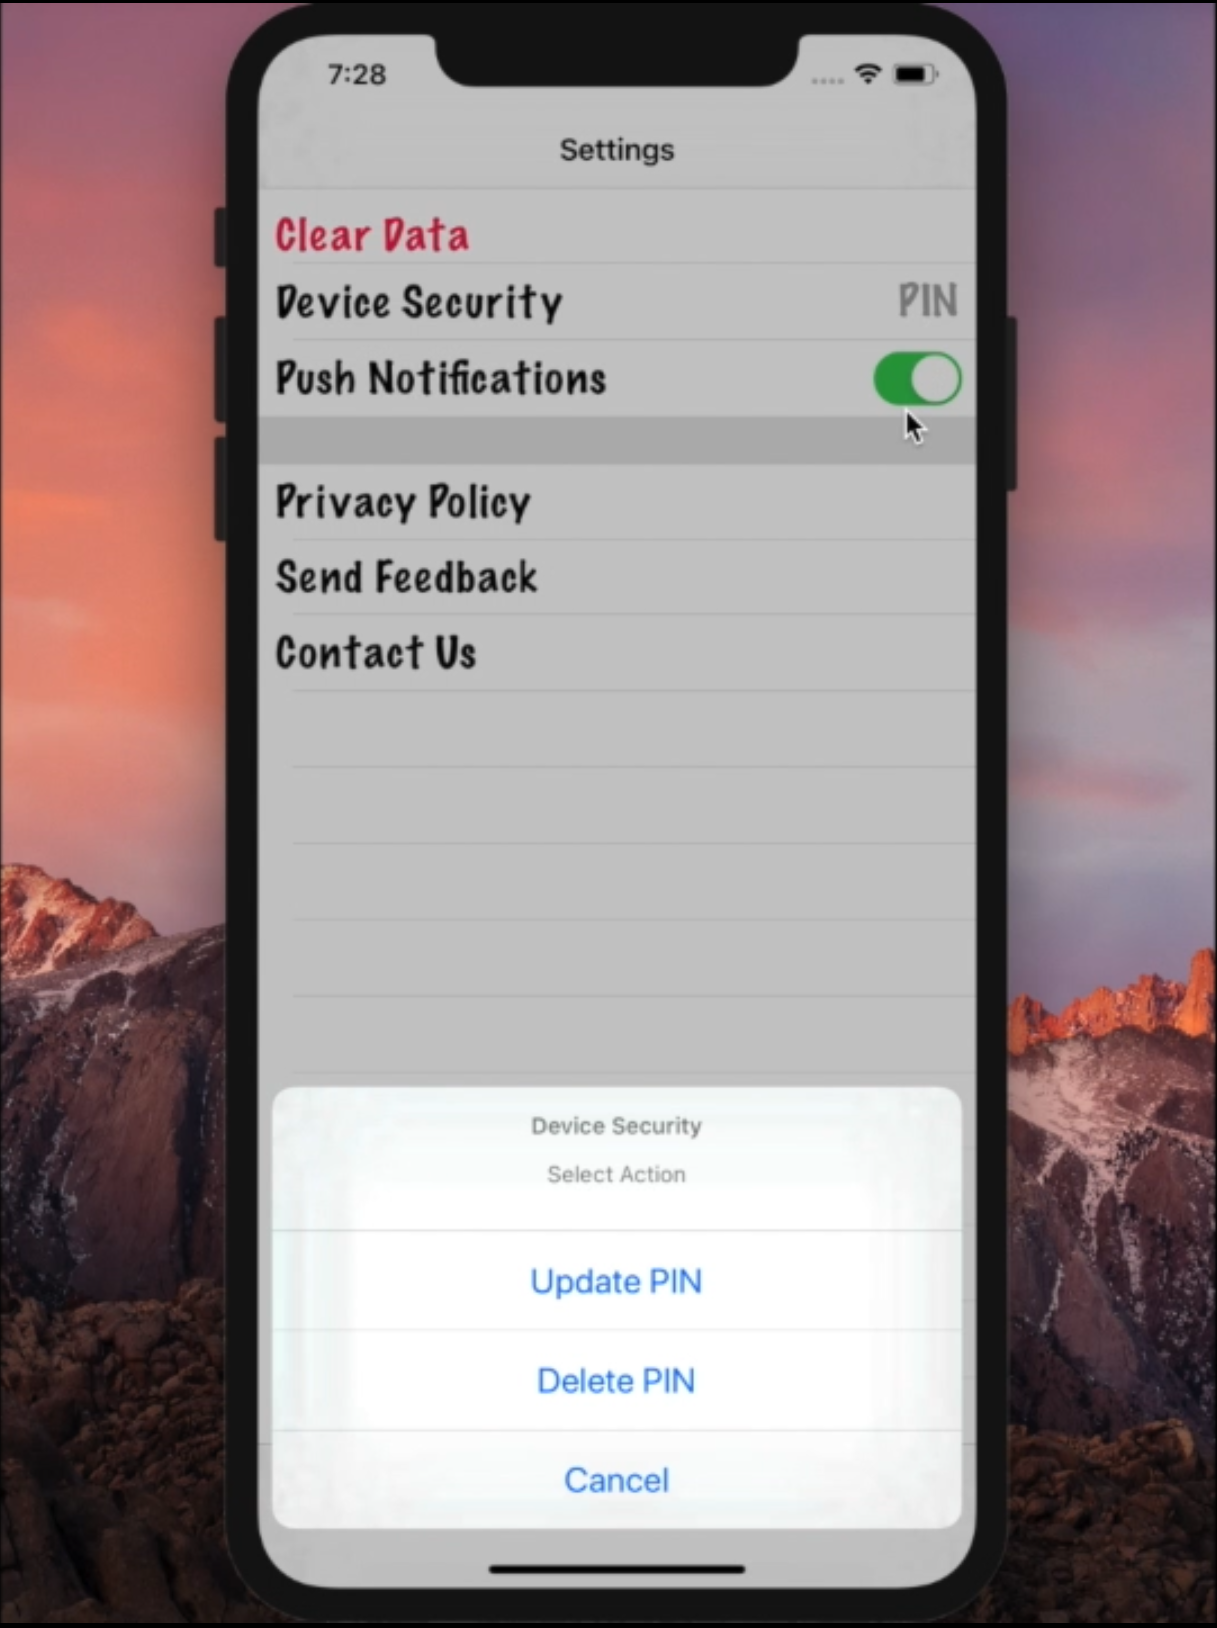 7:28
Settings
Clear Data
Device Security PIN
Push Notifications
Privacy Policy
Send Feedback
Contact Us
Device Security
Select Action
Update PIN
Delete PIN
Cancel